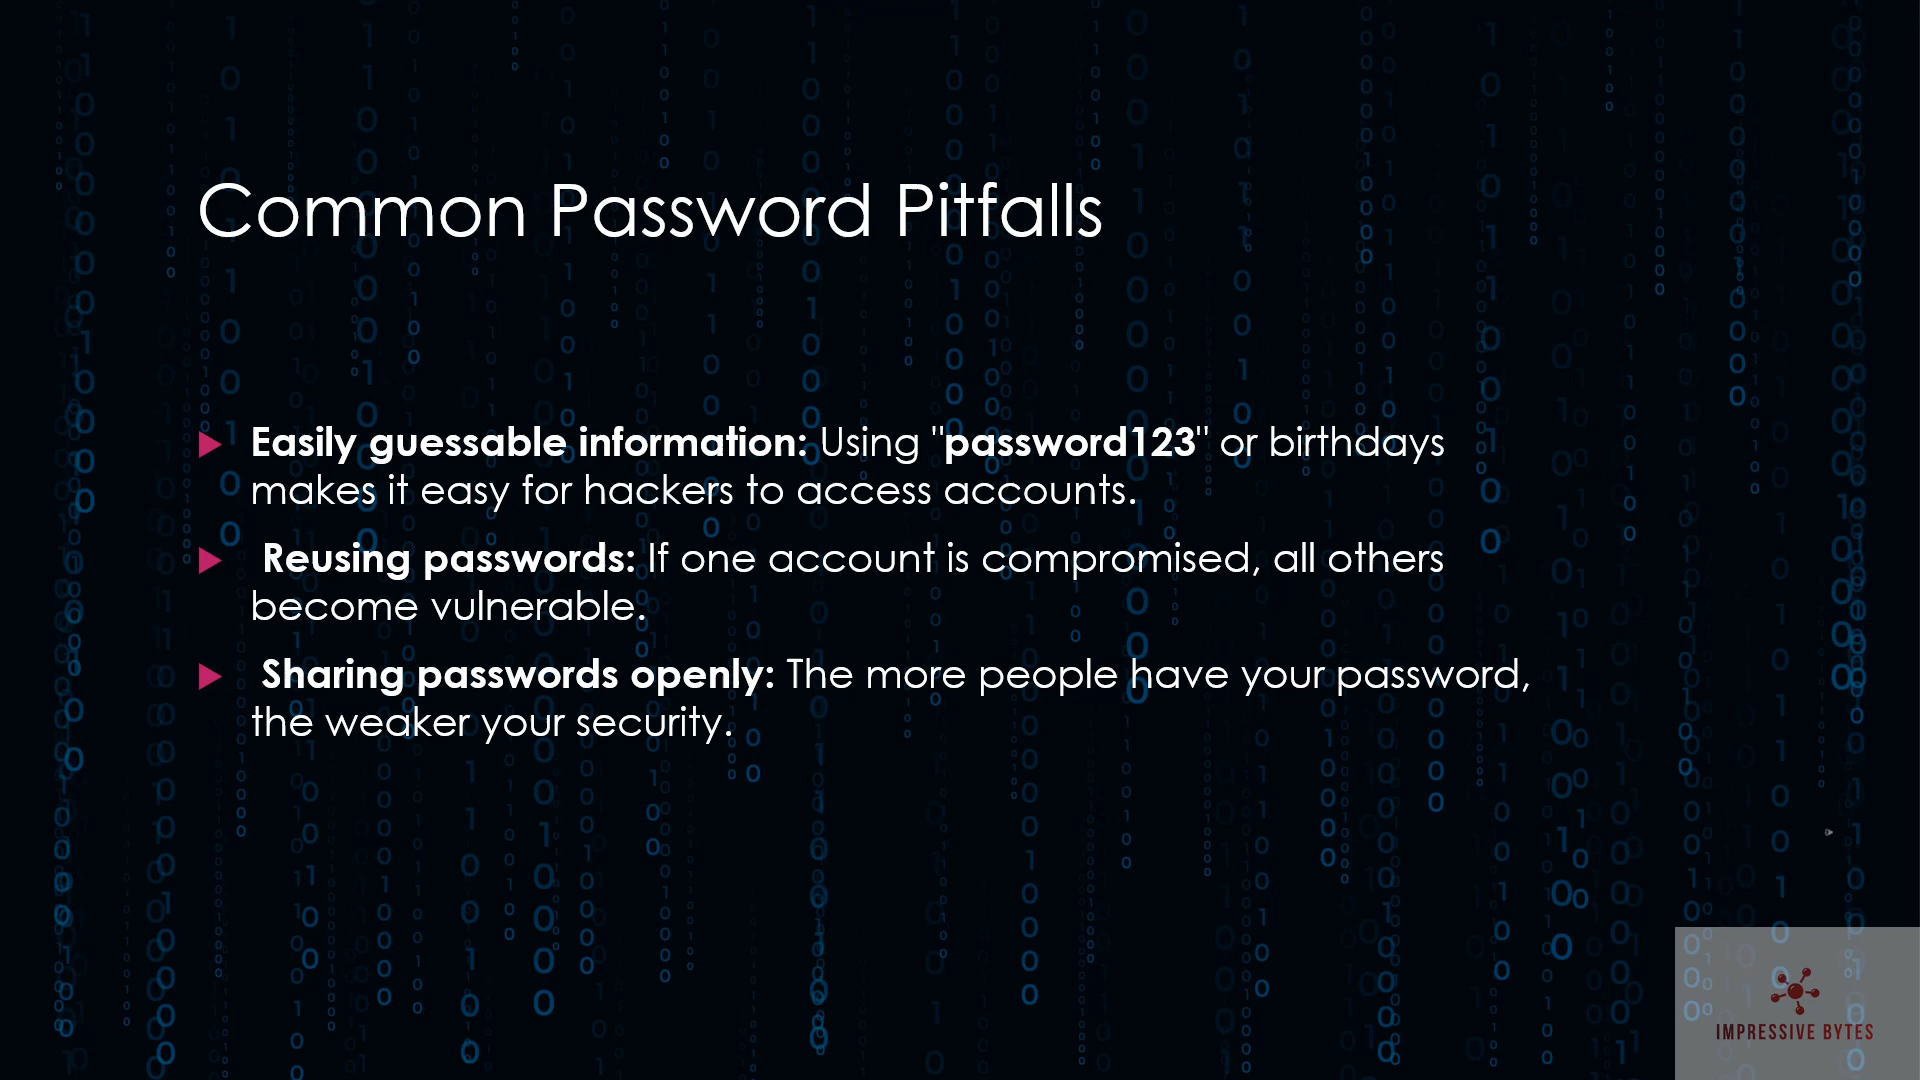 Common Password Pitfalls
Easily guessable information: Using "password123" or birthdays
makes it easy for hackers to access accounts.
Reusing passwords: If one account is compromised, all others
become vulnerable.
Sharing passwords openly: The more people have your password,
the weaker your security.
IMPRESSIVE BYTES